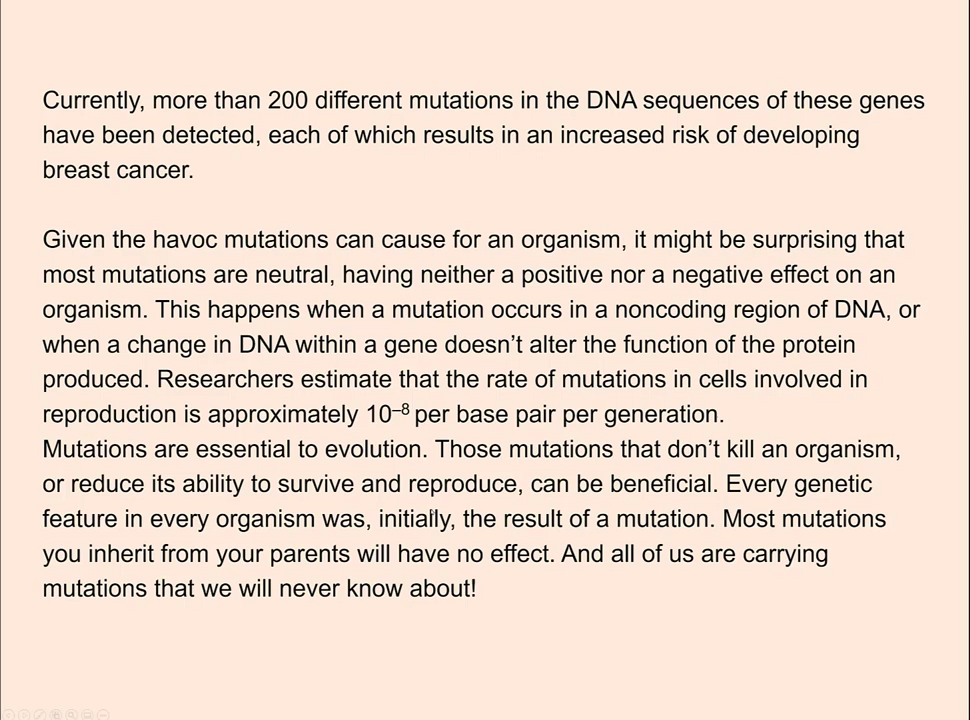 Currently, more than 200 different mutations in the DNA sequences of these genes
have been detected, each of which results in an increased risk of developing
breast cancer.
Given the havoc mutations can cause for an organism, it might be surprising that
most mutations are neutral, having neither a positive nor a negative effect on an
organism. This happens when a mutation occurs in a noncoding region of DNA, or
when a change in DNA within a gene doesn’t alter the function of the protein
produced. Researchers estimate that the rate of mutations in cells involved in
reproduction is approximately 10⁻⁸ per base pair per generation.
Mutations are essential to evolution. Those mutations that don’t kill an organism,
or reduce its ability to survive and reproduce, can be beneficial. Every genetic
feature in every organism was, initially, the result of a mutation. Most mutations
you inherit from your parents will have no effect. And all of us are carrying
mutations that we will never know about!